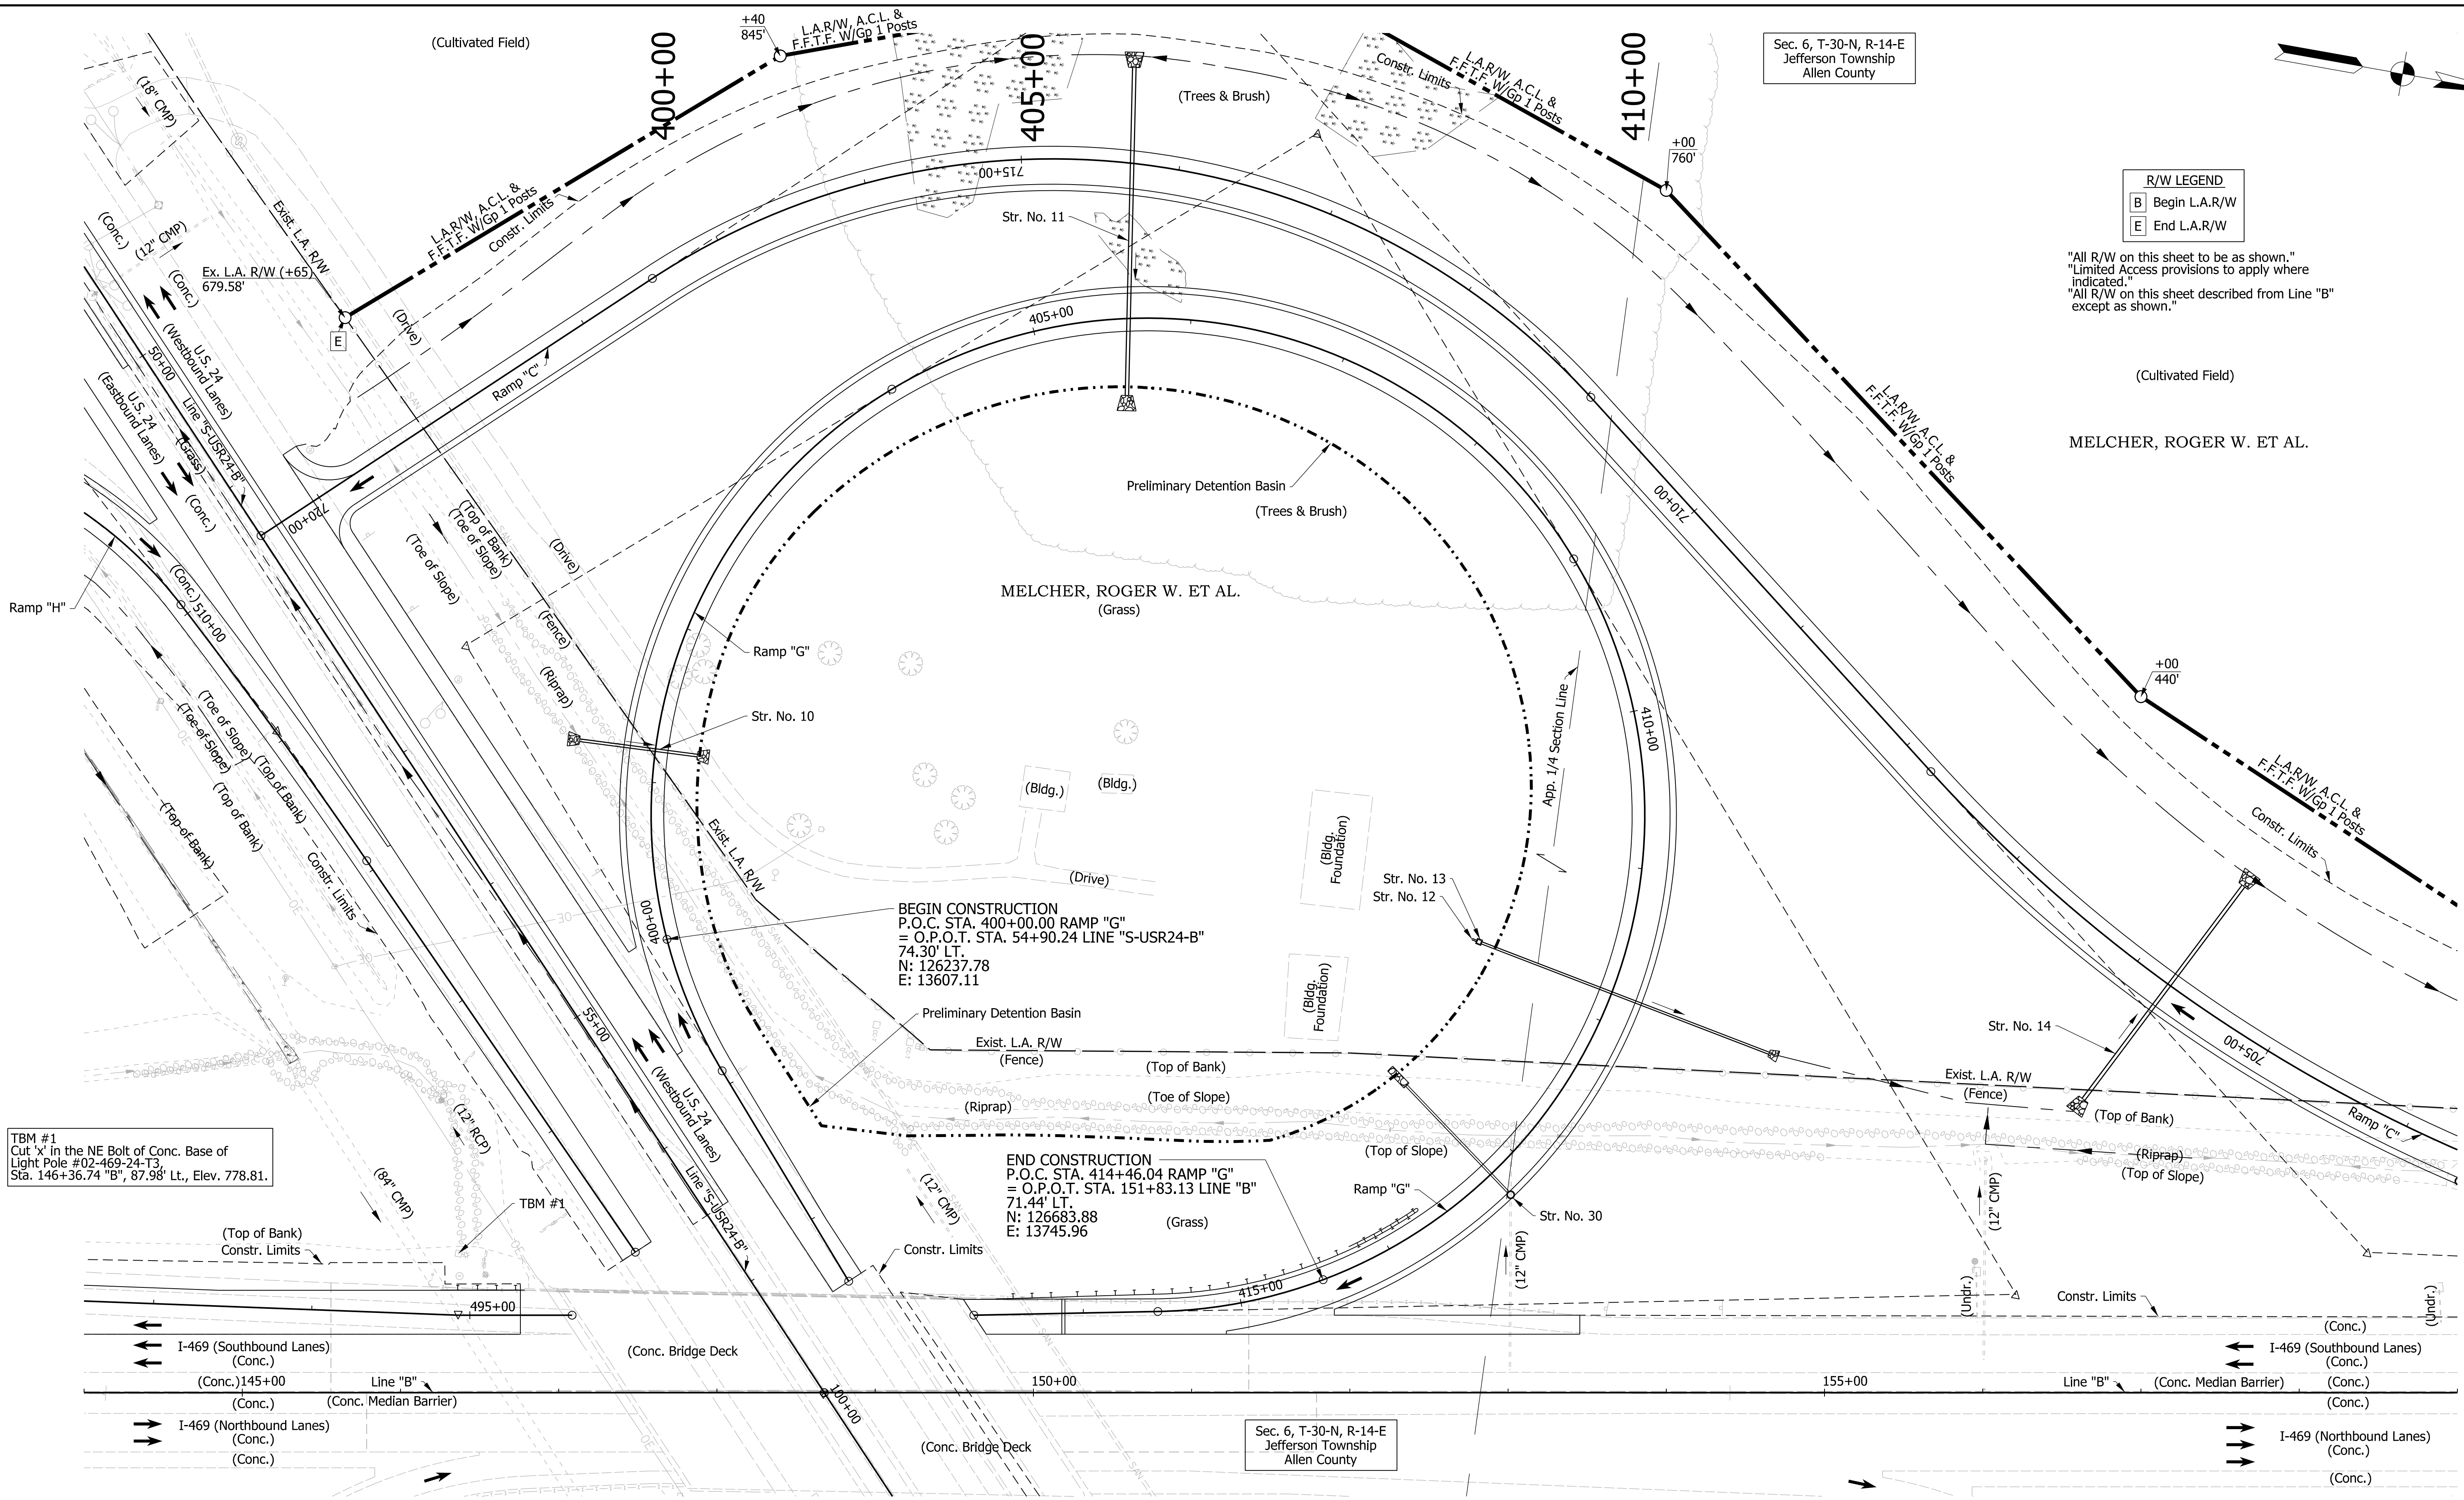 (Cultivated Field)
+40
845'
L.A.R/W, A.C.L. &
F.F.T.F. W/Gp 1 Posts
400+00
405+00
410+00
Sec. 6, T-30-N, R-14-E
Jefferson Township
Allen County
Constr. Limits
L.A.R/W, A.C.L. &
F.F.T.F. W/Gp 1 Posts
(Trees & Brush)
+00
760'
R/W LEGEND
B Begin L.A.R/W
E End L.A.R/W
"All R/W on this sheet to be as shown."
"Limited Access provisions to apply where
indicated."
"All R/W on this sheet described from Line "B"
except as shown."
(Cultivated Field)
MELCHER, ROGER W. ET AL.
(18" CMP)
(Conc.)
(12" CMP)
(Conc.)
Exist. L.A. R/W
Ex. L.A. R/W (+65)
679.58'
E
(Drive)
L.A.R/W, A.C.L. &
F.F.T.F. W/Gp 1 Posts
Constr. Limits
715+00
Str. No. 11
405+00
Ramp "C"
U.S. 24
(Westbound Lanes)
50+00
Line "S-USR24-B"
(Grass)
U.S. 24
(Eastbound Lanes)
(Conc.)
720+00
SAN
Preliminary Detention Basin
(Trees & Brush)
710+00
L.A.R/W, A.C.L. &
F.F.T.F. W/Gp 1 Posts
(Top of Bank)
(Toe of Slope)
(Toe of Slope)
(Drive)
(Fence)
(Riprap)
Ramp "H"
(Conc.)
510+00
MELCHER, ROGER W. ET AL.
(Grass)
Ramp "G"
Str. No. 10
App. 1/4 Section Line
410+00
+00
440'
L.A.R/W, A.C.L. &
F.F.T.F. W/Gp 1 Posts
Constr. Limits
(Toe of Slope)
(Toe of Slope)
(Top of Bank)
(Top of Bank)
(Top of Bank)
Constr. Limits
(Bldg.)
(Bldg.)
(Bldg.
Foundation)
(Drive)
Exist. L.A. R/W
Str. No. 13
Str. No. 12
30
30
400+00
BEGIN CONSTRUCTION
P.O.C. STA. 400+00.00 RAMP "G"
= O.P.O.T. STA. 54+90.24 LINE "S-USR24-B"
74.30' LT.
N: 126237.78
E: 13607.11
(Bldg.
Foundation)
Preliminary Detention Basin
Exist. L.A. R/W
(Fence)
(Top of Bank)
(Toe of Slope)
(Riprap)
(Top of Slope)
55+00
U.S. 24
(Westbound Lanes)
Line "S-USR24-B"
Str. No. 14
705+00
Exist. L.A. R/W
(Fence)
(Top of Bank)
Ramp "C"
(Riprap)
(Top of Slope)
TBM #1
Cut 'x' in the NE Bolt of Conc. Base of
Light Pole #02-469-24-T3,
Sta. 146+36.74 "B", 87.98' Lt., Elev. 778.81.
(12" RCP)
(84" CMP)
TBM #1
(12" CMP)
END CONSTRUCTION
P.O.C. STA. 414+46.04 RAMP "G"
= O.P.O.T. STA. 151+83.13 LINE "B"
71.44' LT.
N: 126683.88
E: 13745.96
(Grass)
Ramp "G"
Str. No. 30
(12" CMP)
(12" CMP)
(Undr.)
(Undr.)
(Top of Bank)
Constr. Limits
Constr. Limits
495+00
415+00
Constr. Limits
(Conc.)
I-469 (Southbound Lanes)
(Conc.)
(Conc.)
145+00
Line "B"
(Conc.)
(Conc. Median Barrier)
I-469 (Northbound Lanes)
(Conc.)
(Conc.)
(Conc. Bridge Deck
100+00
(Conc. Bridge Deck
150+00
155+00
Sec. 6, T-30-N, R-14-E
Jefferson Township
Allen County
I-469 (Southbound Lanes)
(Conc.)
(Conc.)
Line "B"
(Conc. Median Barrier)
(Conc.)
I-469 (Northbound Lanes)
(Conc.)
(Conc.)